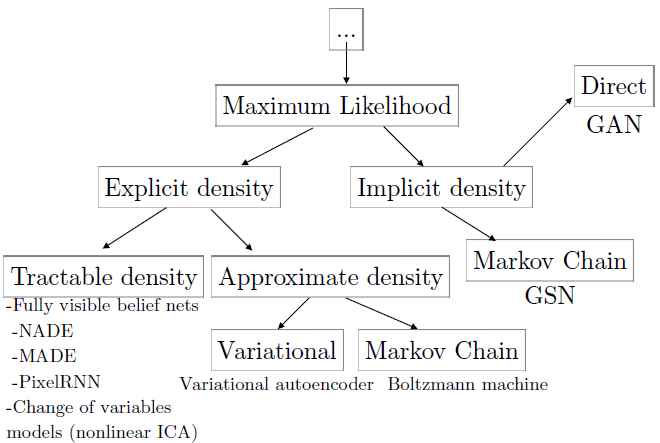 ...
Direct
Maximum Likelihood
GAN
Explicit density
Implicit density
Markov Chain
Tractable density
Approximate density
GSN
-Fully visible belief nets
-NADE
-MADE
-PixelRNN
-Change of variables
models (nonlinear ICA)
Variational
Markov Chain
Variational autoencoder
Boltzmann machine